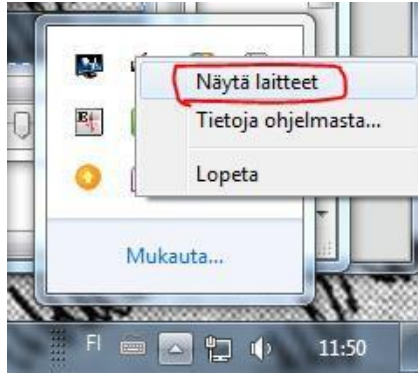 Näytä laitteet
Tietoja ohjelmasta...
Lopeta
Mukauta...
FI
11:50